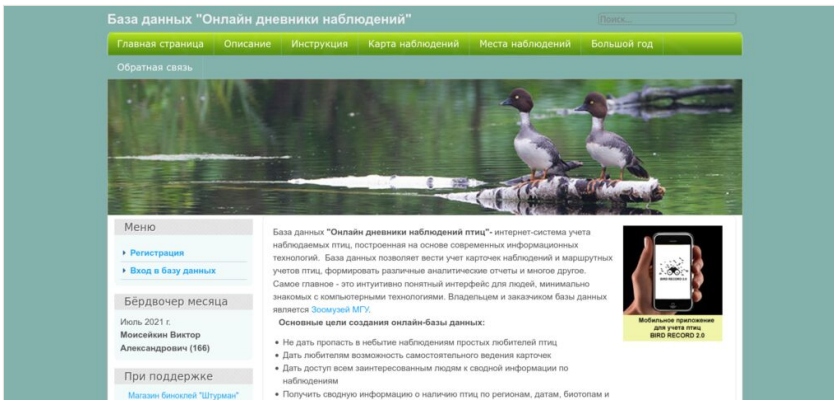 База данных "Онлайн дневники наблюдений"
Поиск...
Главная страница Описание Инструкция Карта наблюдений Места наблюдений Большой год
Обратная связь
Меню
Регистрация
Вход в базу данных
Бёрдвочер месяца
Июль 2021 г.
Моисейкин Виктор
Александрович (166)
При поддержке
Магазин биноклей "Штурман"
База данных "Онлайн дневники наблюдений птиц"- интернет-система учета
наблюдаемых птиц, построенная на основе современных информационных
технологий. База данных позволяет вести учет карточек наблюдений и маршрутных
учетов птиц, формировать различные аналитические отчеты и многое другое.
Самое главное - это интуитивно понятный интерфейс для людей, минимально
знакомых с компьютерными технологиями. Владельцем и заказчиком базы данных
является Зоомузей МГУ.
Основные цели создания онлайн-базы данных:
• Не дать пропасть в небытие наблюдениям простых любителей птиц
• Дать любителям возможность самостоятельного ведения карточек
• Дать доступ всем заинтересованным людям к сводной информации по
наблюдениям
• Получить сводную информацию о наличию птиц по регионам, датам, биотопам и
BIRD RECORD 2.0
Мобильное приложение
для учета птиц
BIRD RECORD 2.0